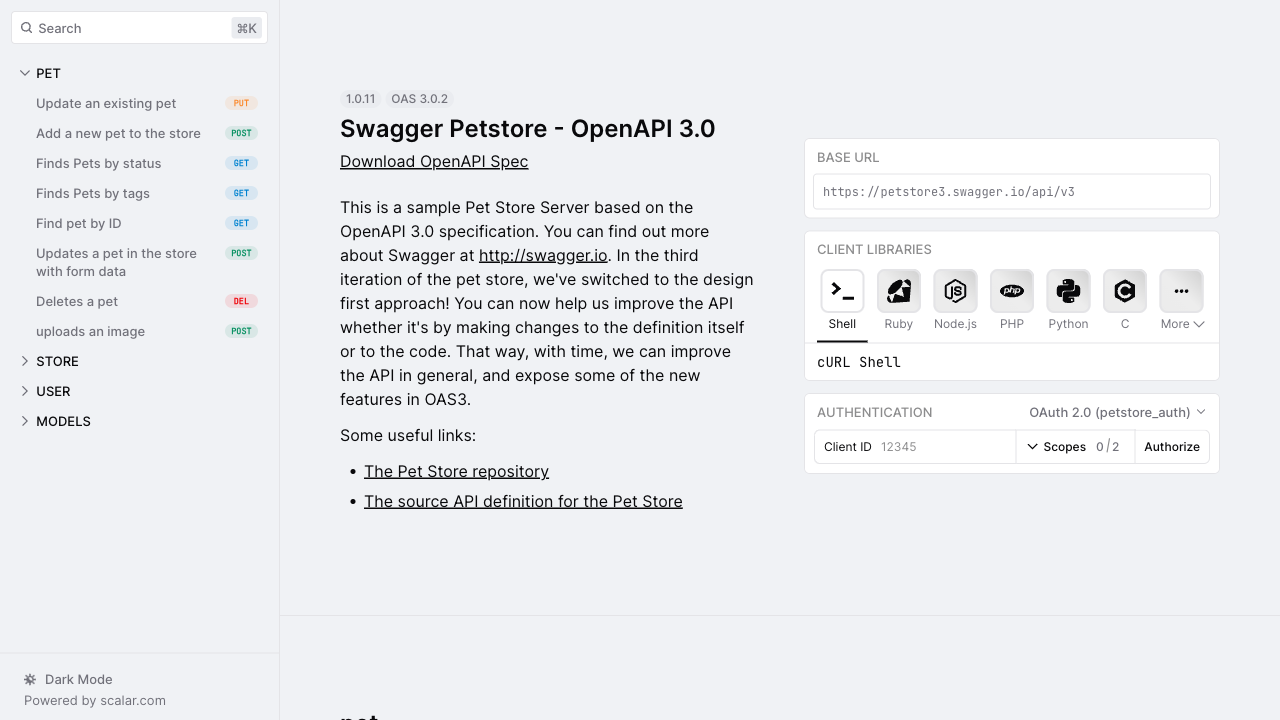 Search
⌘K
PET
Update an existing pet PUT
Add a new pet to the store POST
Finds Pets by status GET
Finds Pets by tags GET
Find pet by ID GET
Updates a pet in the store POST
with form data
Deletes a pet DEL
uploads an image POST
STORE
USER
MODELS
Dark Mode
Powered by scalar.com
1.0.11 OAS 3.0.2
Swagger Petstore - OpenAPI 3.0
Download OpenAPI Spec
This is a sample Pet Store Server based on the
OpenAPI 3.0 specification. You can find out more
about Swagger at http://swagger.io. In the third
iteration of the pet store, we've switched to the design
first approach! You can now help us improve the API
whether it's by making changes to the definition itself
or to the code. That way, with time, we can improve
the API in general, and expose some of the new
features in OAS3.
Some useful links:
• The Pet Store repository
• The source API definition for the Pet Store
BASE URL
https://petstore3.swagger.io/api/v3
CLIENT LIBRARIES
JS php C
Shell Ruby Node.js PHP Python C More
cURL Shell
AUTHENTICATION OAuth 2.0 (petstore_auth)
Client ID 12345 Scopes 0/2 Authorize
pet